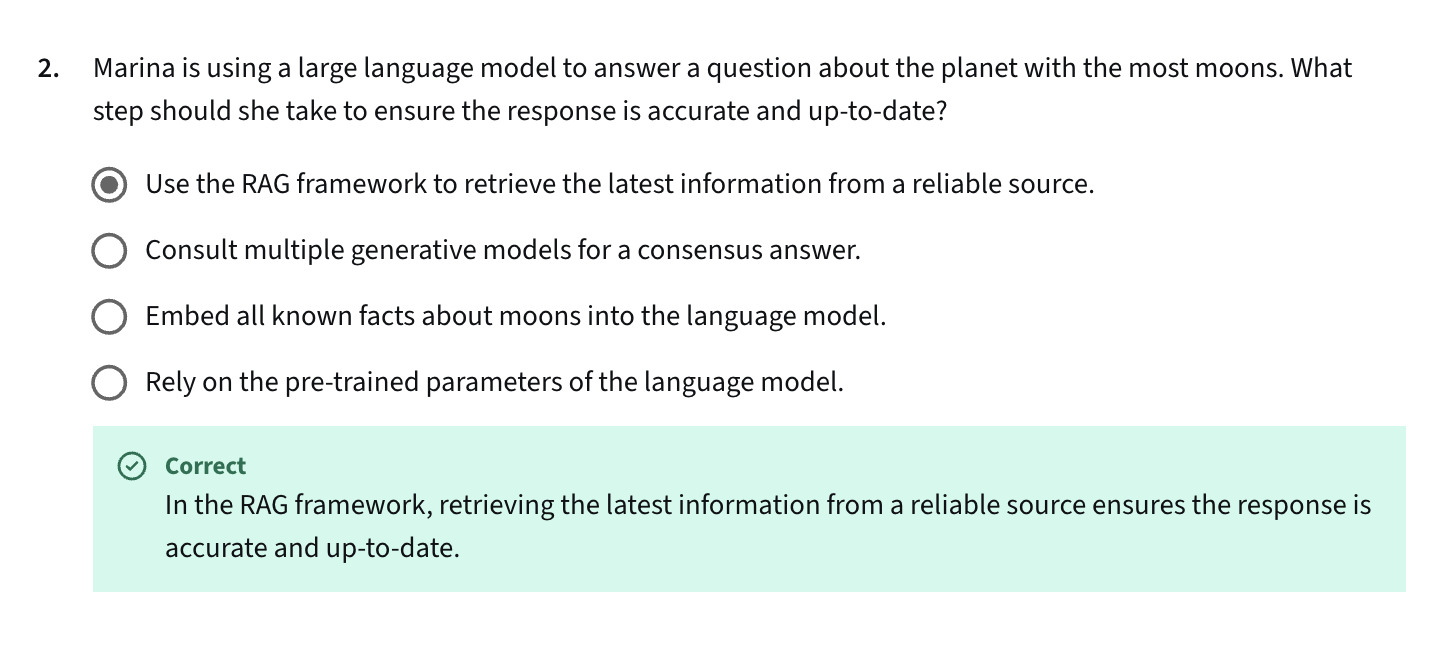 2. Marina is using a large language model to answer a question about the planet with the most moons. What
step should she take to ensure the response is accurate and up-to-date?
Use the RAG framework to retrieve the latest information from a reliable source.
Consult multiple generative models for a consensus answer.
Embed all known facts about moons into the language model.
Rely on the pre-trained parameters of the language model.
Correct
In the RAG framework, retrieving the latest information from a reliable source ensures the response is
accurate and up-to-date.